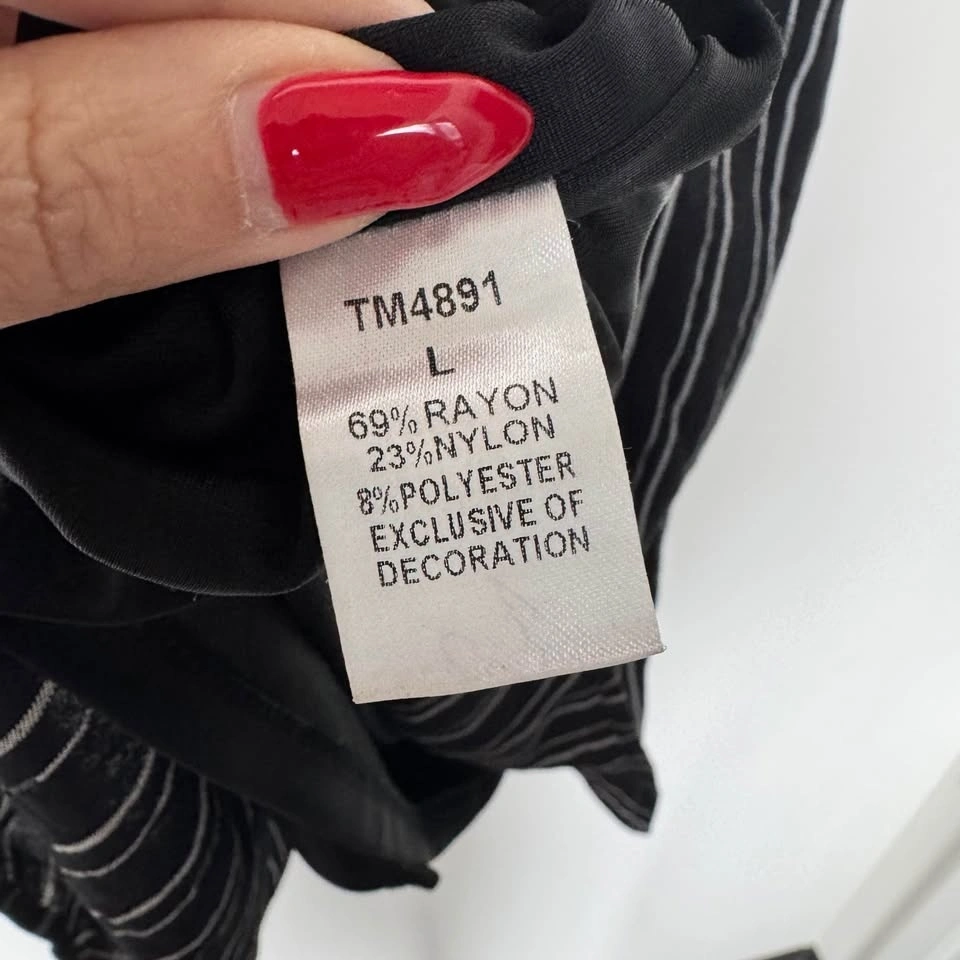 TM4891
L
69% RAYON
23%NYLON
8%POLYESTER
EXCLUSIVE OF
DECORATION